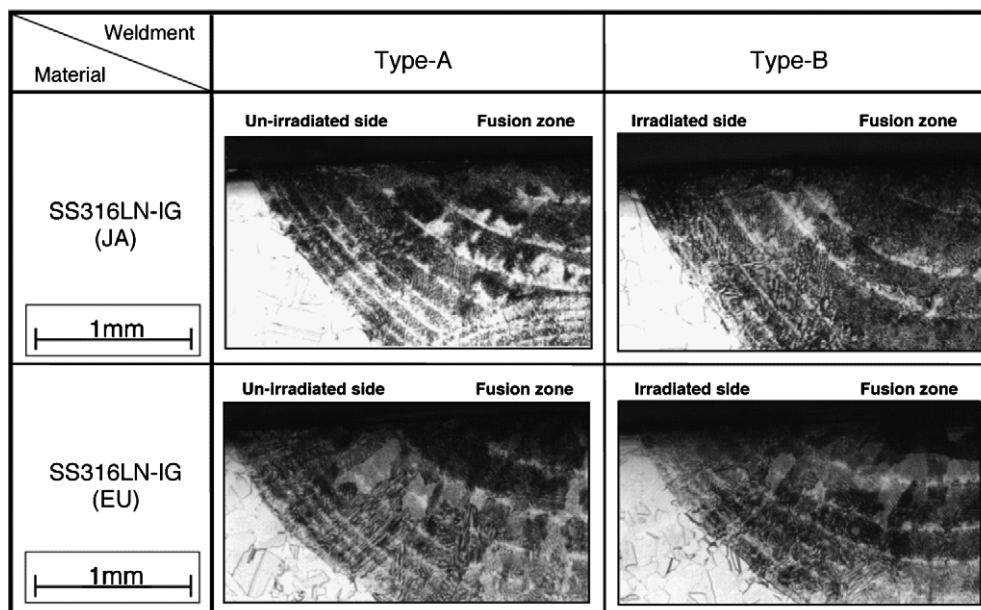 Weldment
Material
Type-A
Type-B
SS316LN-IG
(JA)
1mm
Un-irradiated side Fusion zone
Irradiated side Fusion zone
SS316LN-IG
(EU)
1mm
Un-irradiated side Fusion zone
Irradiated side Fusion zone